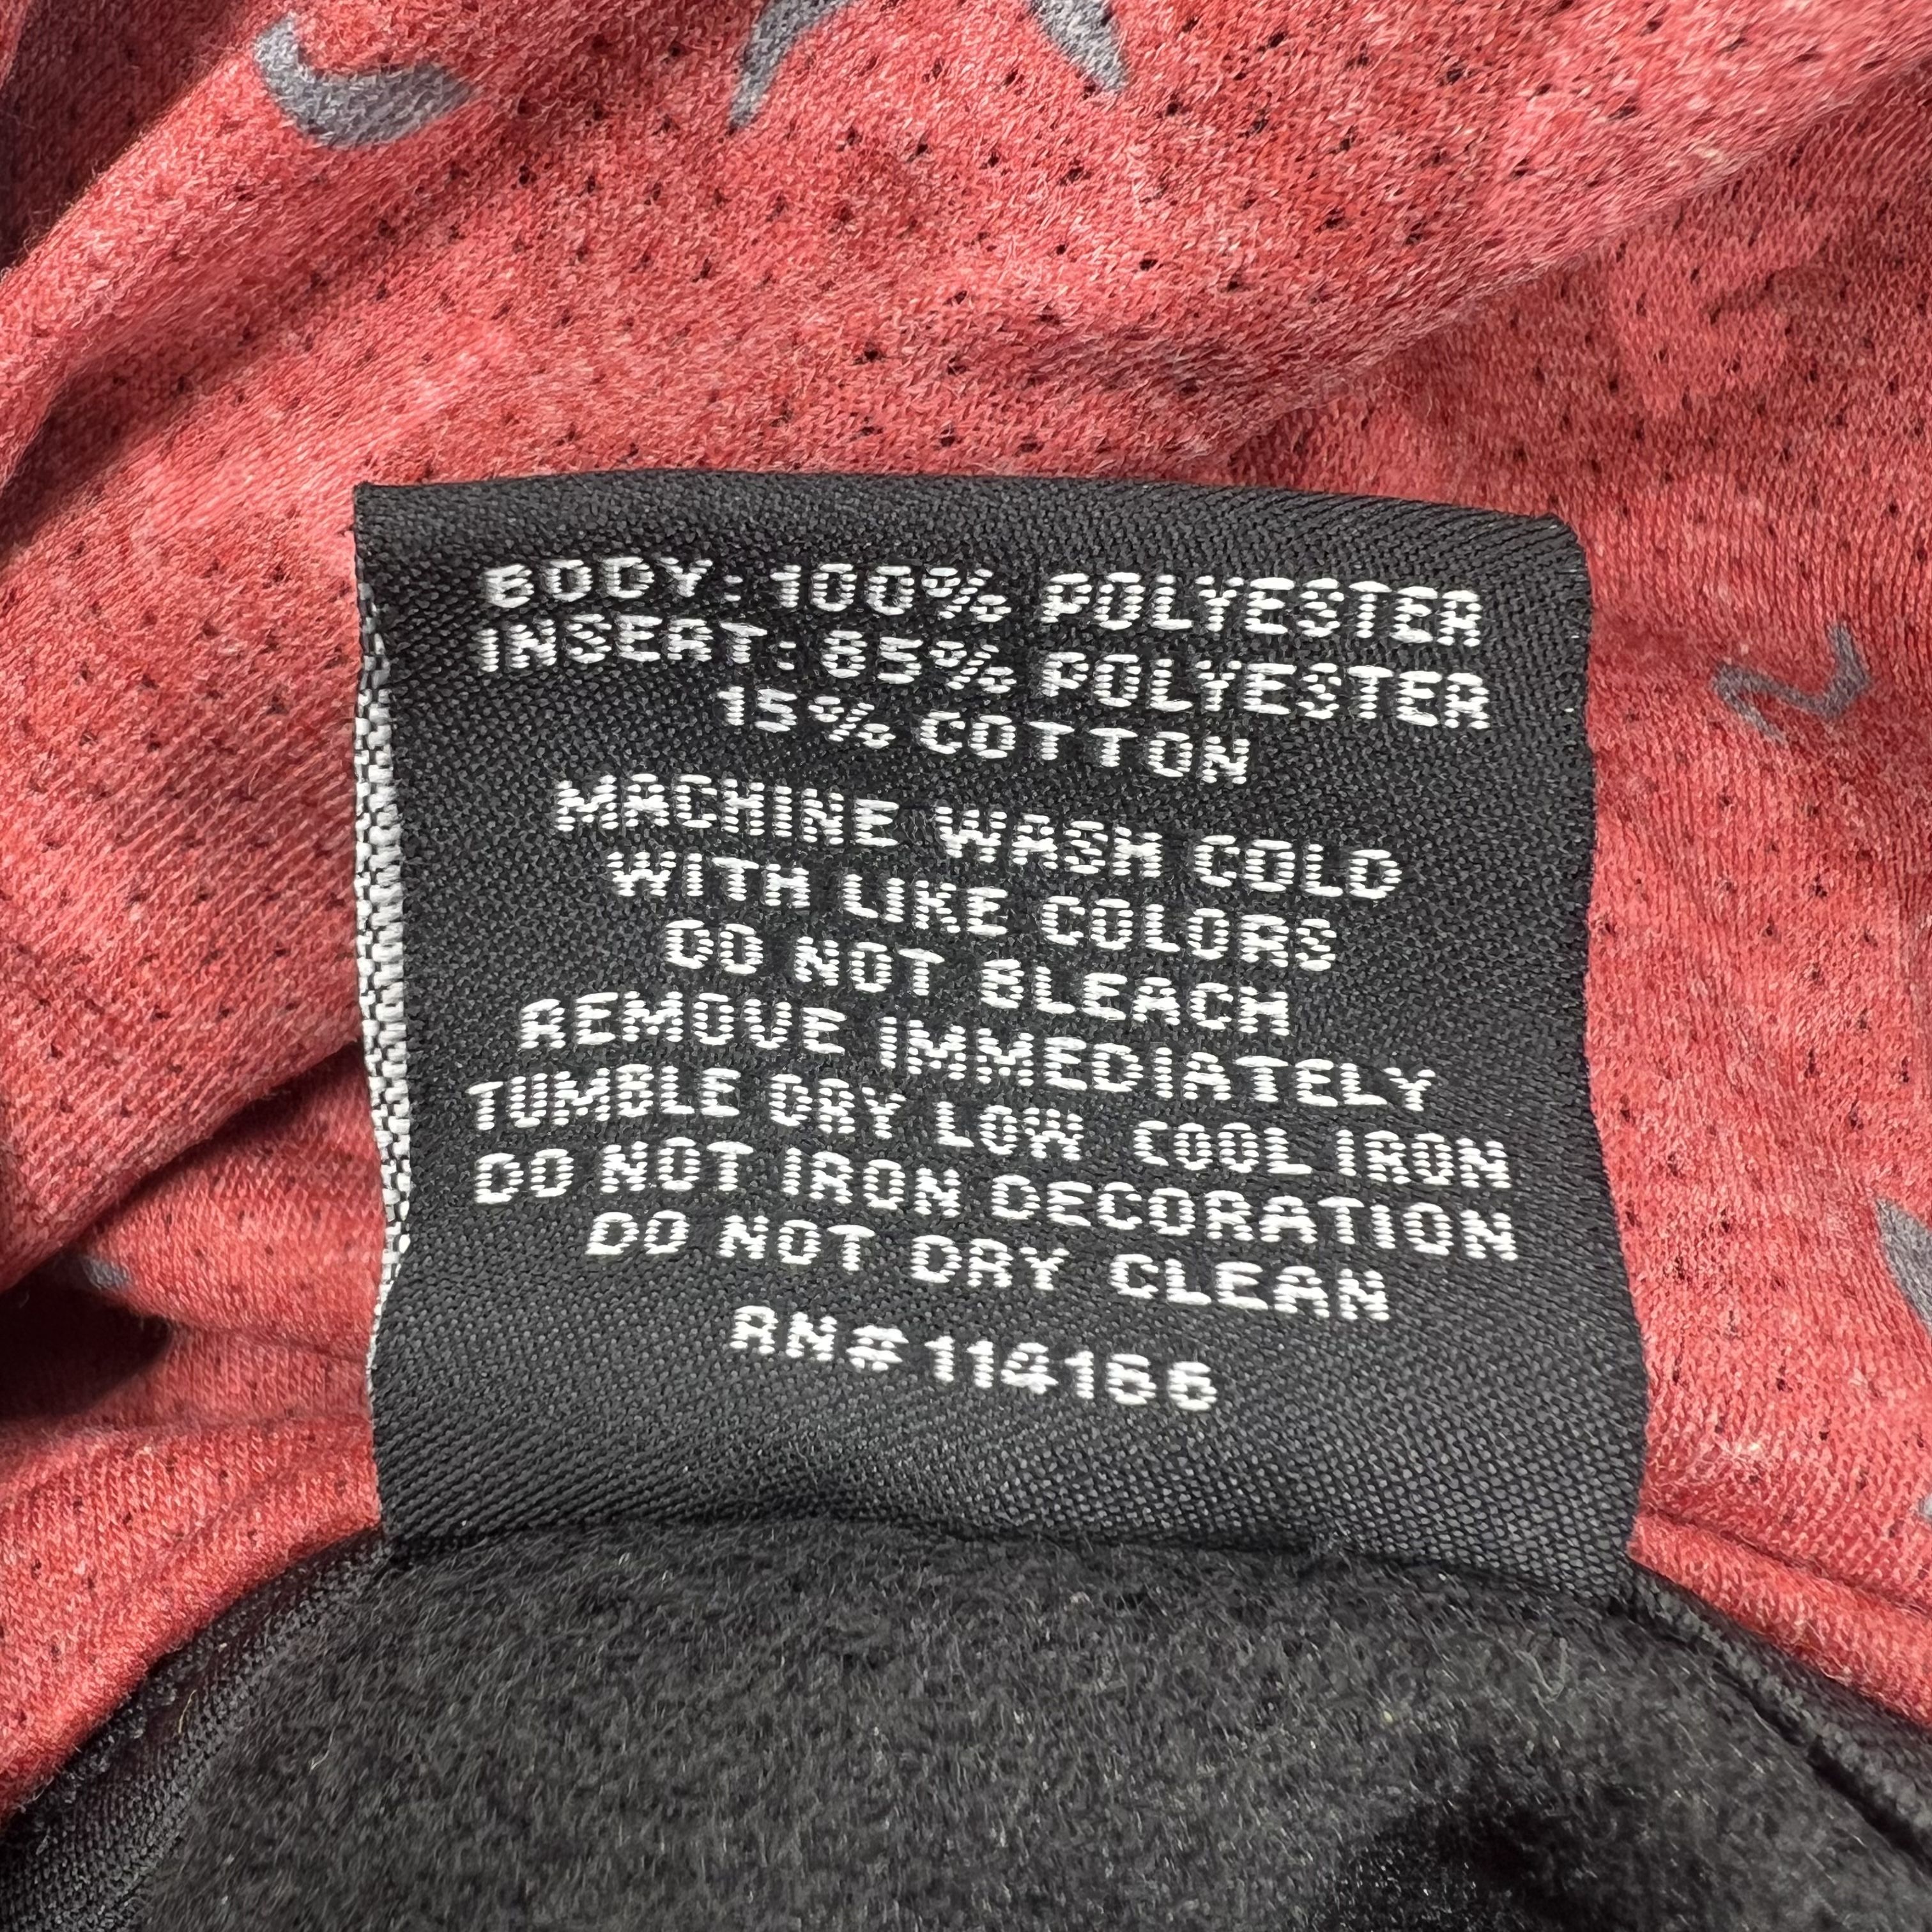 BODY: 100% POLYESTER
INSERT: 85% POLYESTER
15% COTTON
MACHINE WASH COLD
WITH LIKE COLORS
DO NOT BLEACH
REMOVE IMMEDIATELY
TUMBLE DRY LOW COOL IRON
DO NOT IRON DECORATION
DO NOT DRY CLEAN
RN#114166